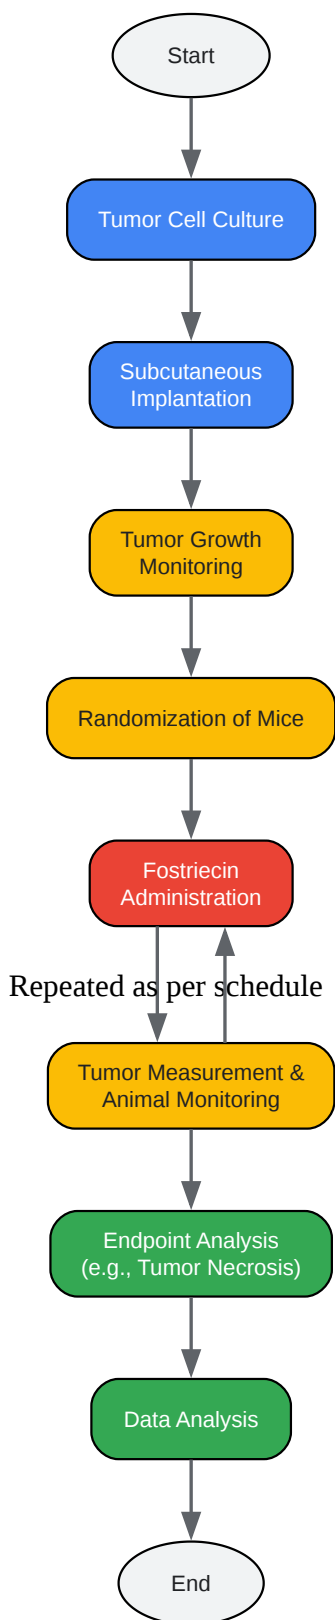 Start
Tumor Cell Culture
Subcutaneous
Implantation
Tumor Growth
Monitoring
Randomization of Mice
Fostriecin
Administration
Repeated as per schedule
Tumor Measurement &
Animal Monitoring
Endpoint Analysis
(e.g., Tumor Necrosis)
Data Analysis
End